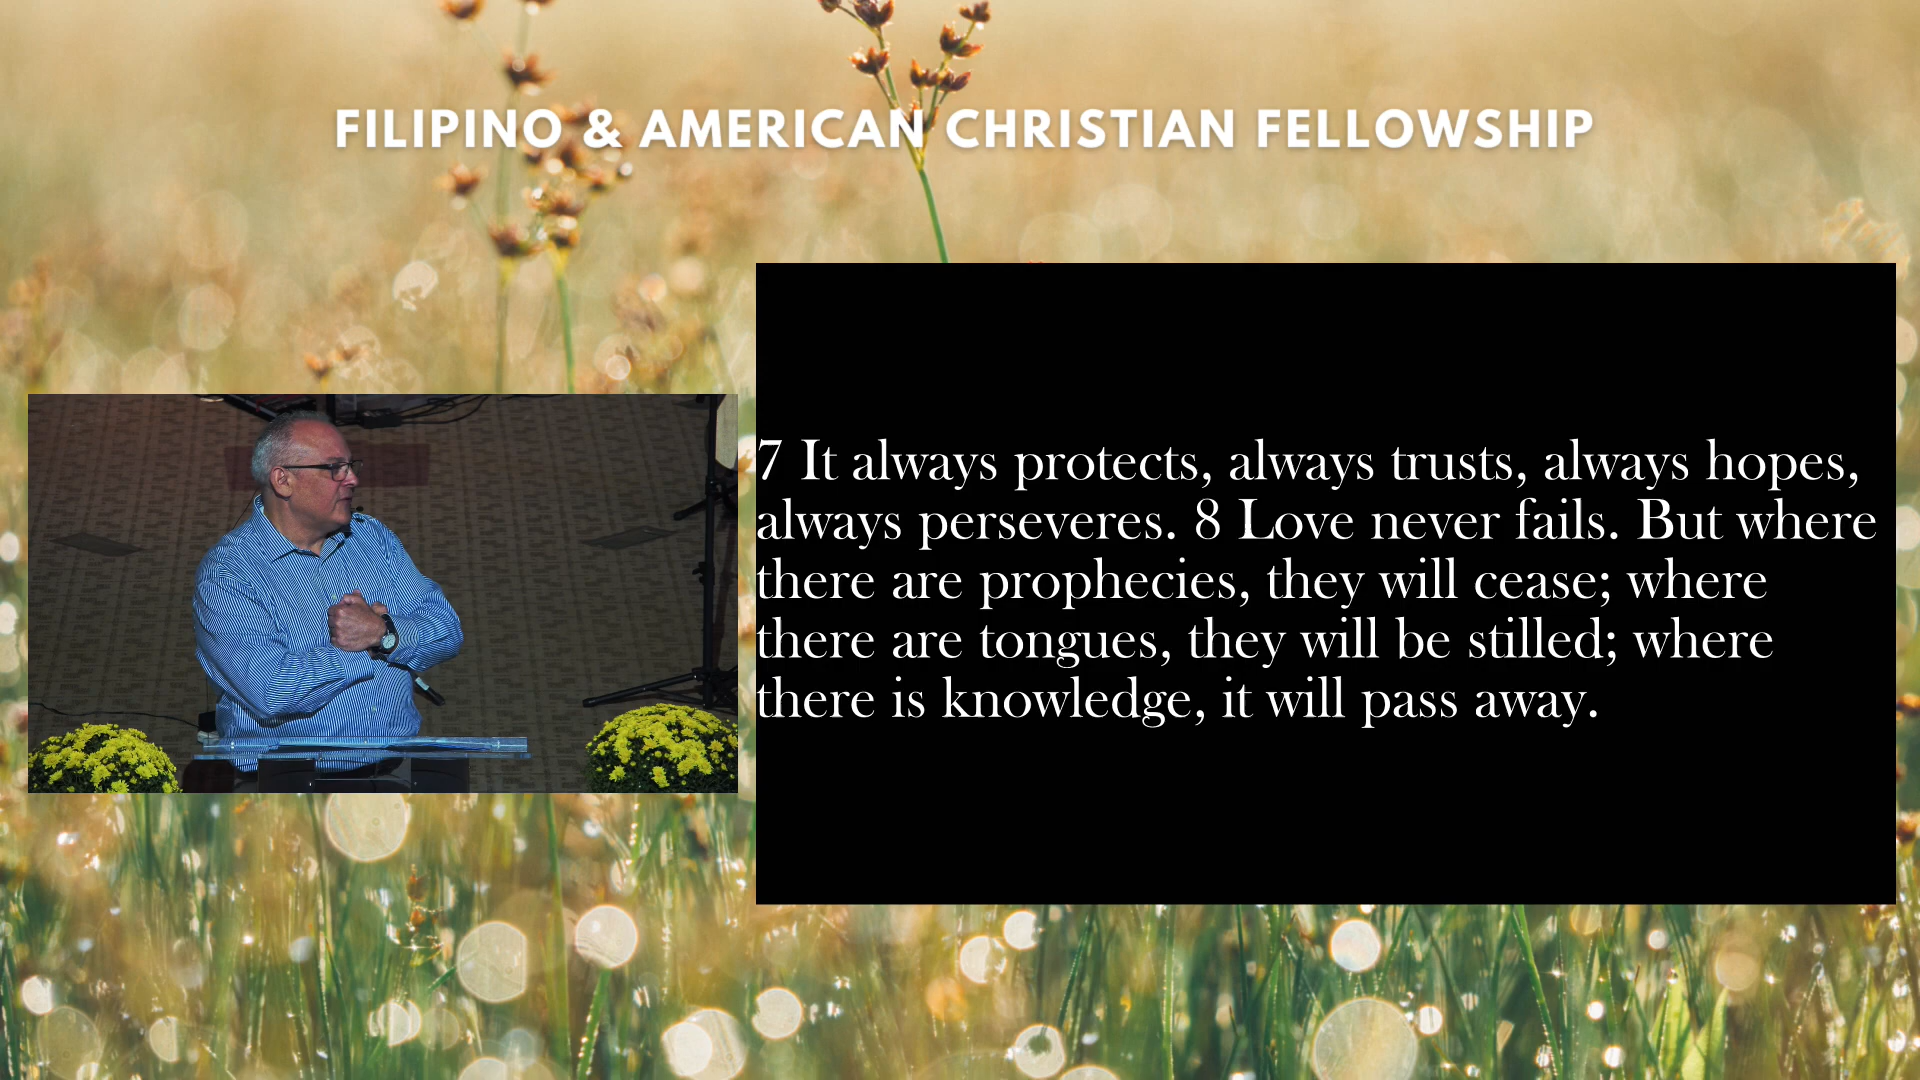 FILIPINO & AMERICAN CHRISTIAN FELLOWSHIP
7 It always protects, always trusts, always hopes,
always perseveres. 8 Love never fails. But where
there are prophecies, they will cease; where
there are tongues, they will be stilled; where
there is knowledge, it will pass away.